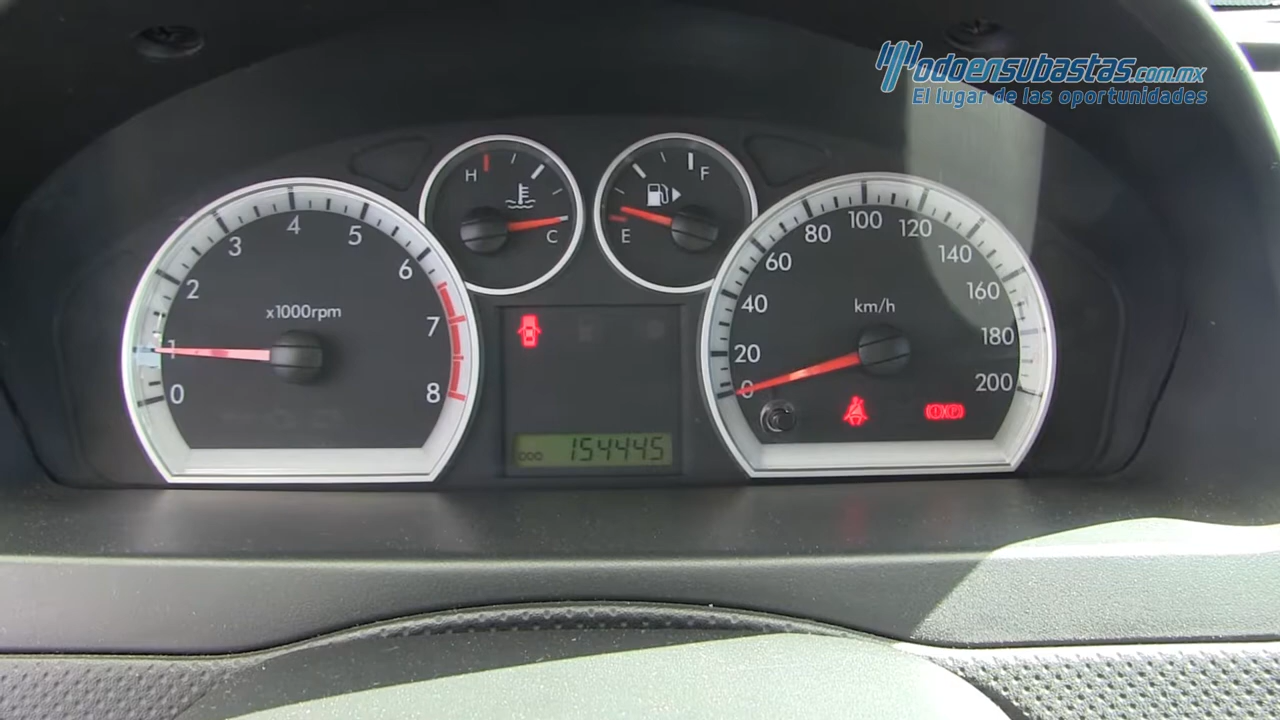 Todoensubastas.com.mx
El lugar de las oportunidades
H
C
F
E
0
1
2
3
4
5
6
7
8
x1000rpm
0
20
40
60
80
100
120
140
160
180
200
km/h
ODO 154445
P